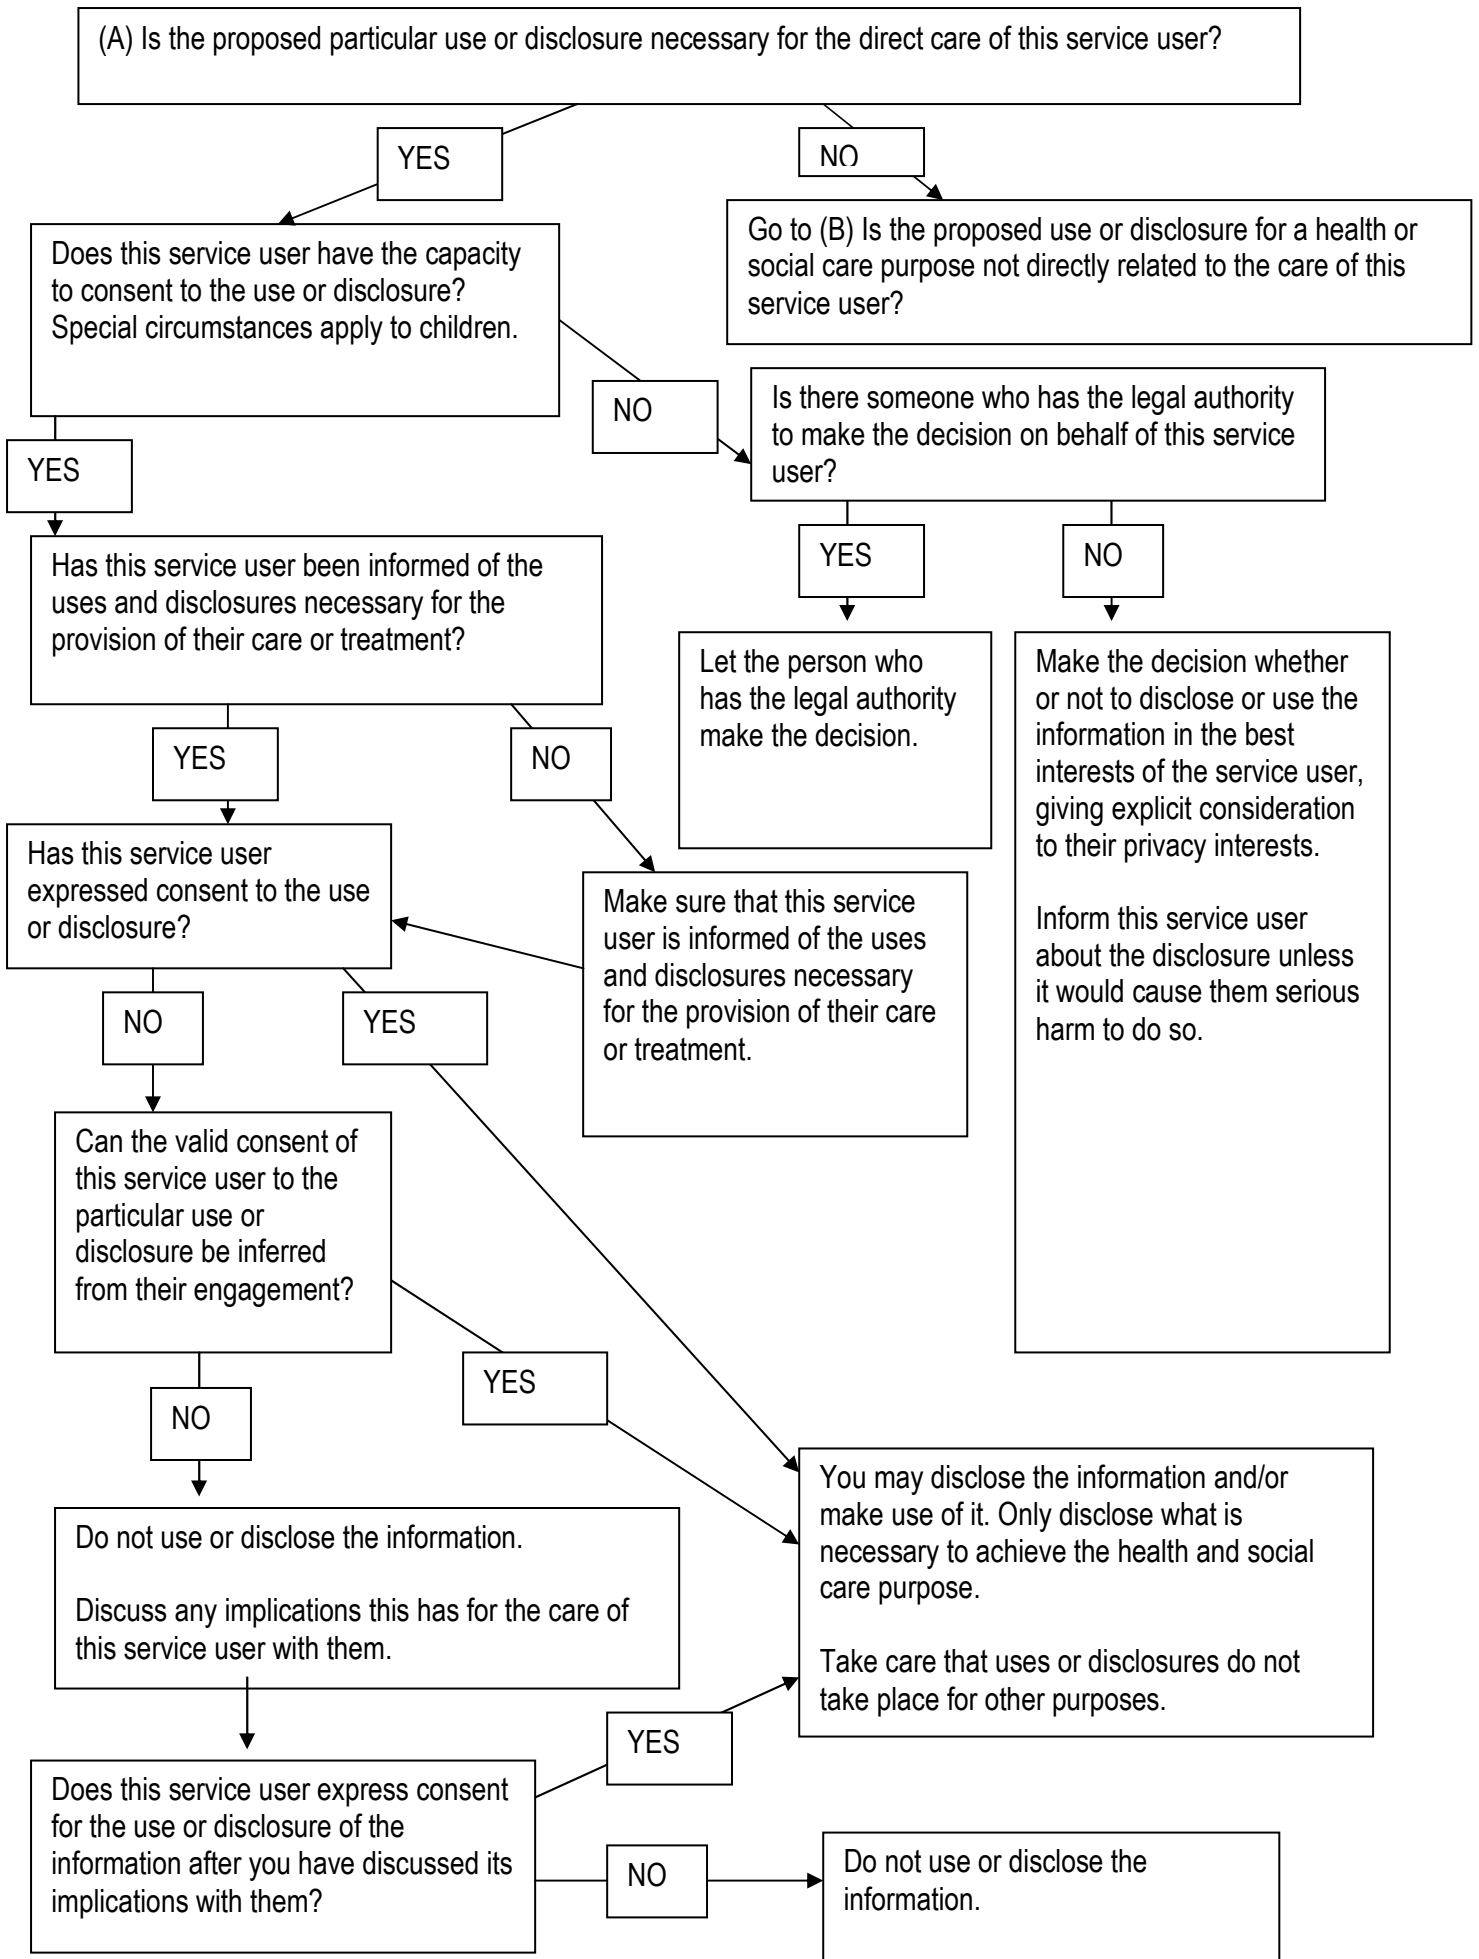 (A) Is the proposed particular use or disclosure necessary for the direct care of this service user?
YES
NO
Does this service user have the capacity
to consent to the use or disclosure?
Special circumstances apply to children.
Go to (B) Is the proposed use or disclosure for a health or
social care purpose not directly related to the care of this
service user?
NO
Is there someone who has the legal authority
to make the decision on behalf of this service
user?
YES
YES
NO
Has this service user been informed of the
uses and disclosures necessary for the
provision of their care or treatment?
Let the person who
has the legal authority
make the decision.
Make the decision whether
or not to disclose or use the
information in the best
interests of the service user,
giving explicit consideration
to their privacy interests.
Inform this service user
about the disclosure unless
it would cause them serious
harm to do so.
YES
NO
Has this service user
expressed consent to the use
or disclosure?
Make sure that this service
user is informed of the uses
and disclosures necessary
for the provision of their care
or treatment.
NO
YES
Can the valid consent of
this service user to the
particular use or
disclosure be inferred
from their engagement?
YES
NO
You may disclose the information and/or
make use of it. Only disclose what is
necessary to achieve the health and social
care purpose.
Take care that uses or disclosures do not
take place for other purposes.
Do not use or disclose the information.
Discuss any implications this has for the care of
this service user with them.
YES
Does this service user express consent
for the use or disclosure of the
information after you have discussed its
implications with them?
NO
Do not use or disclose the
information.